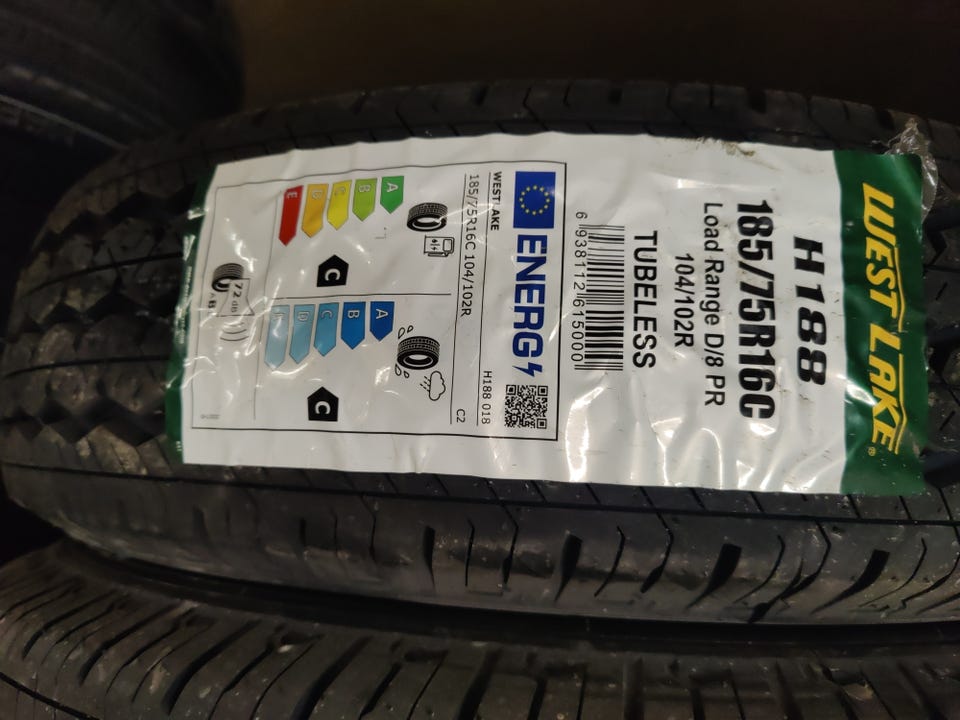 WEST LAKE®
H188
185/75R16C
Load Range D/8 PR
104/102R
TUBELESS
6 938112 615000
ENERG
WESTLAKE
H188 018
185/75R16C 104/102R
C2
A
B
C
D
E
C
A
B
C
D
E
C
72 dB
AB